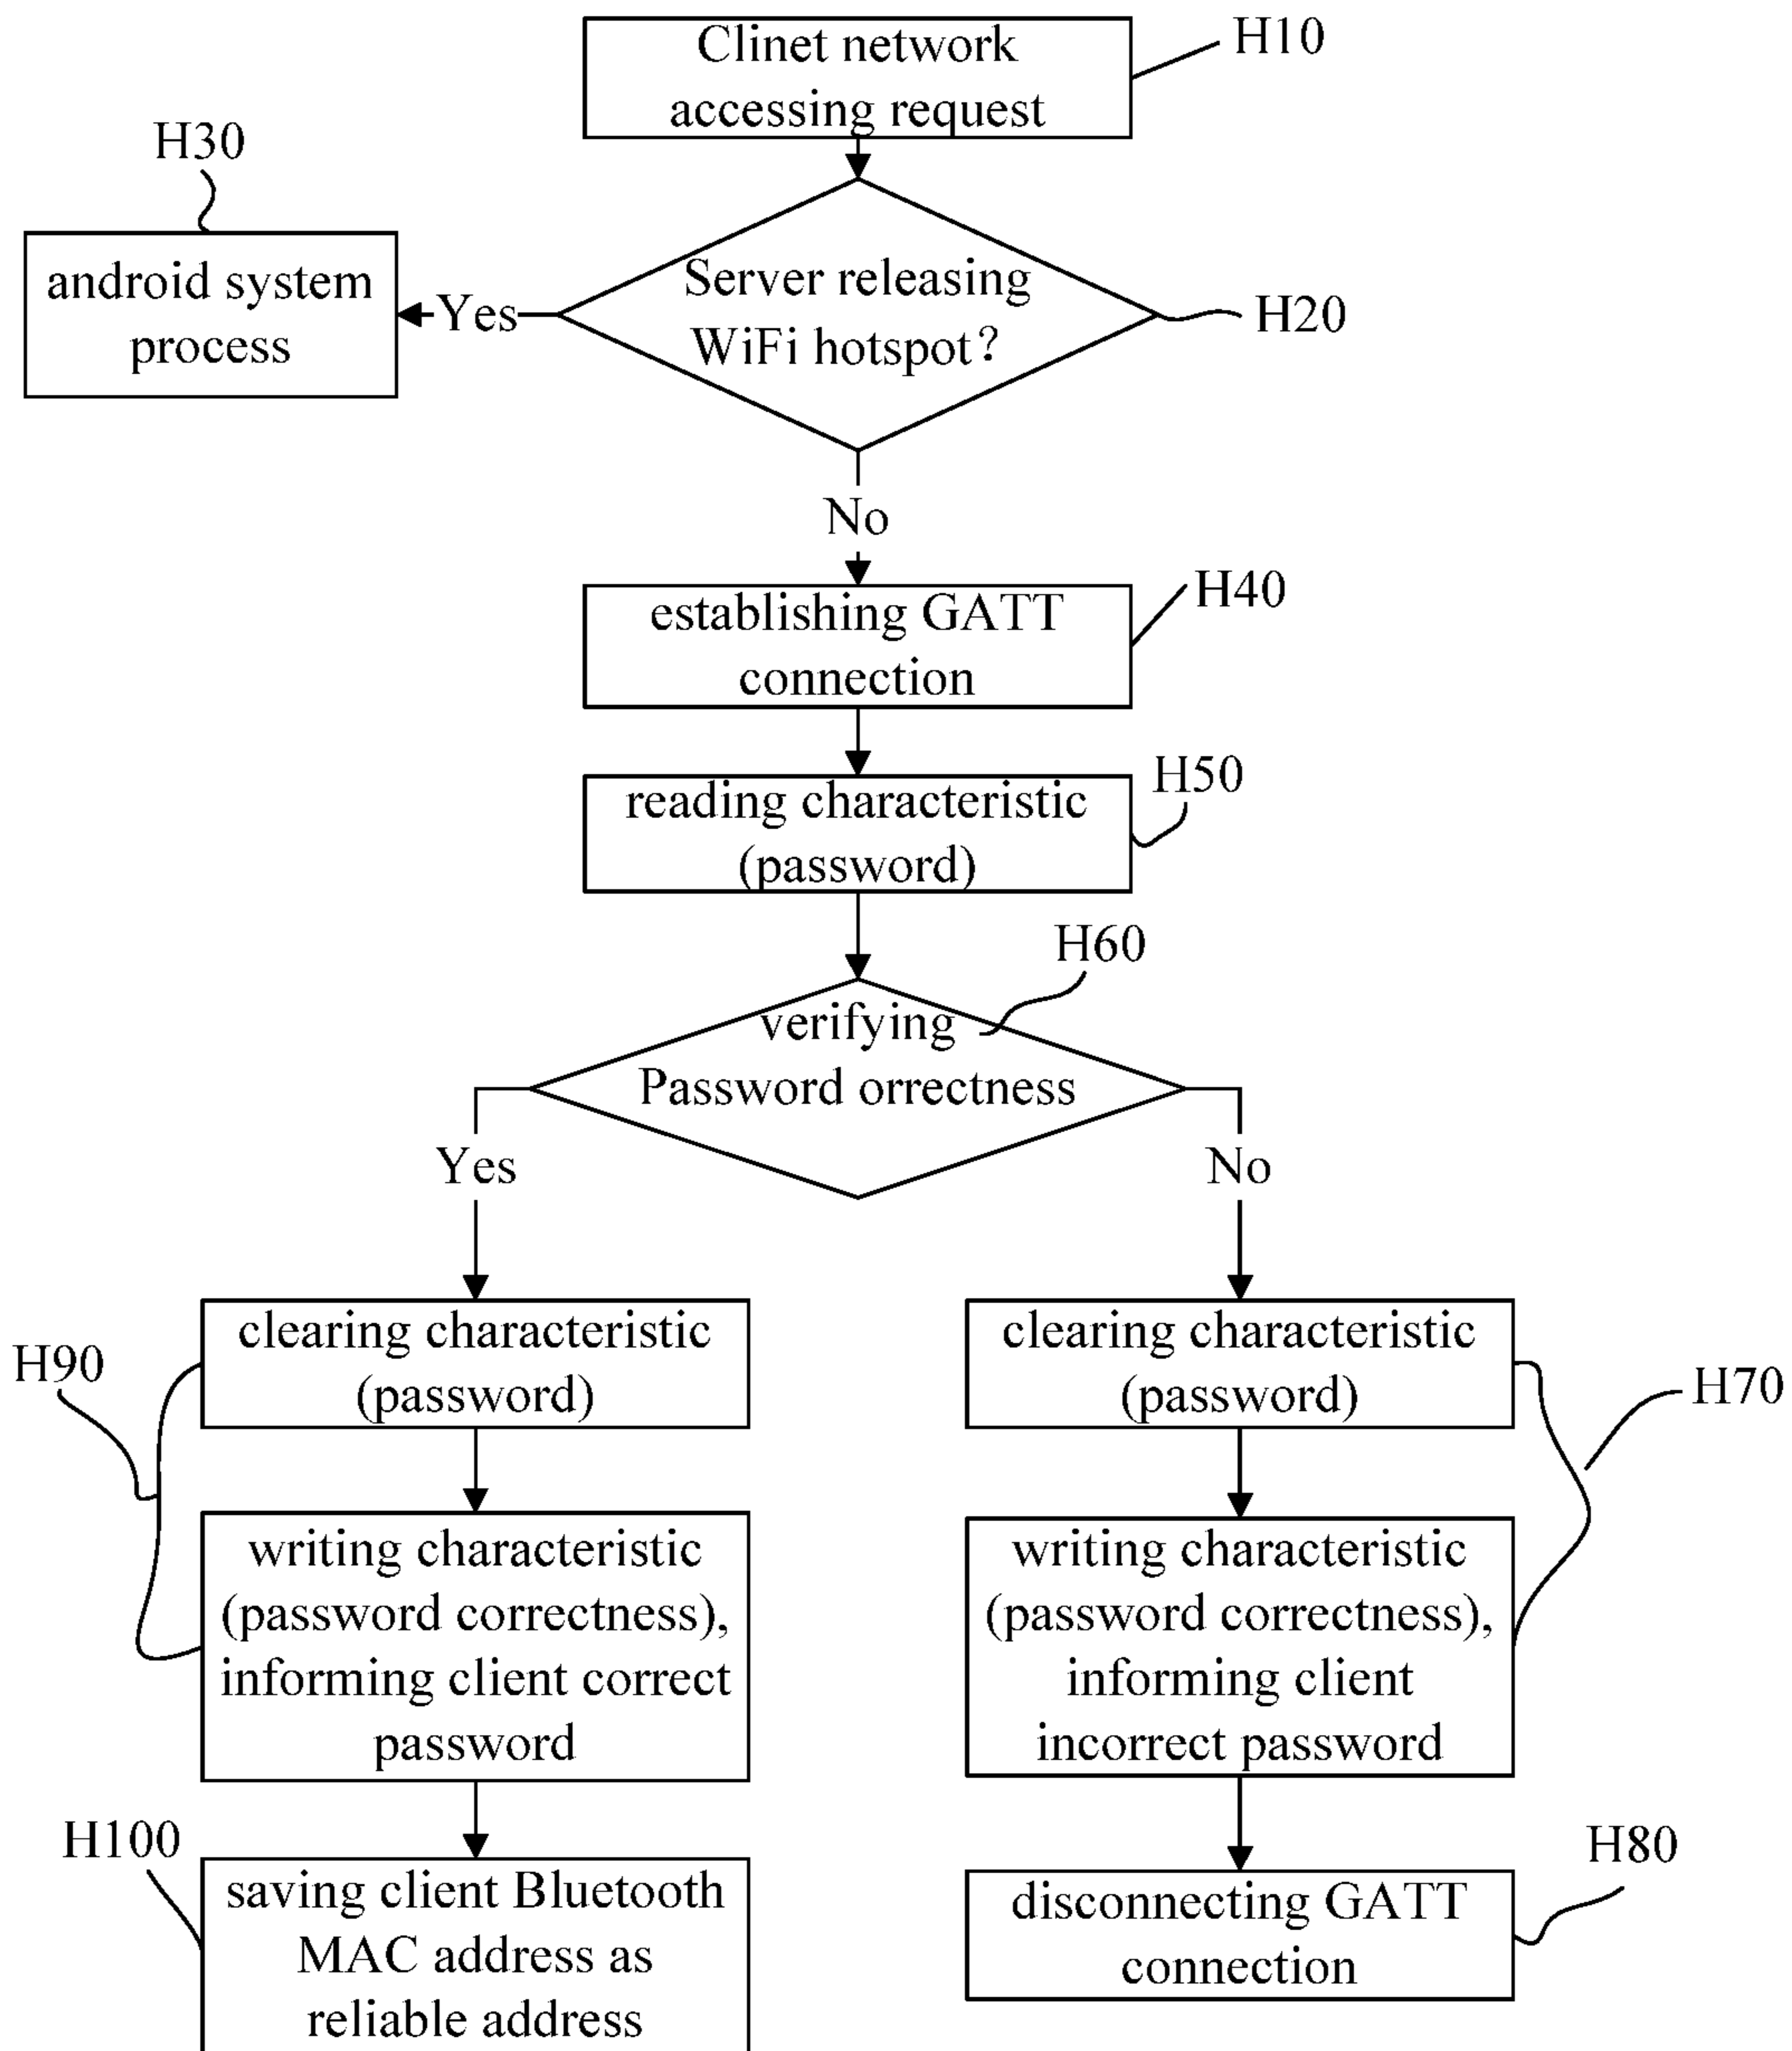 Clinet network
accessing request
H10
H30
android system
process
Yes
Server releasing
WiFi hotspot?
H20
No
establishing GATT
connection
H40
reading characteristic
(password)
H50
H60
verifying
Password orrectness
Yes
No
clearing characteristic
(password)
H90
clearing characteristic
(password)
H70
writing characteristic
(password correctness),
informing client correct
password
writing characteristic
(password correctness),
informing client
incorrect password
H100
saving client Bluetooth
MAC address as
reliable address
H80
disconnecting GATT
connection